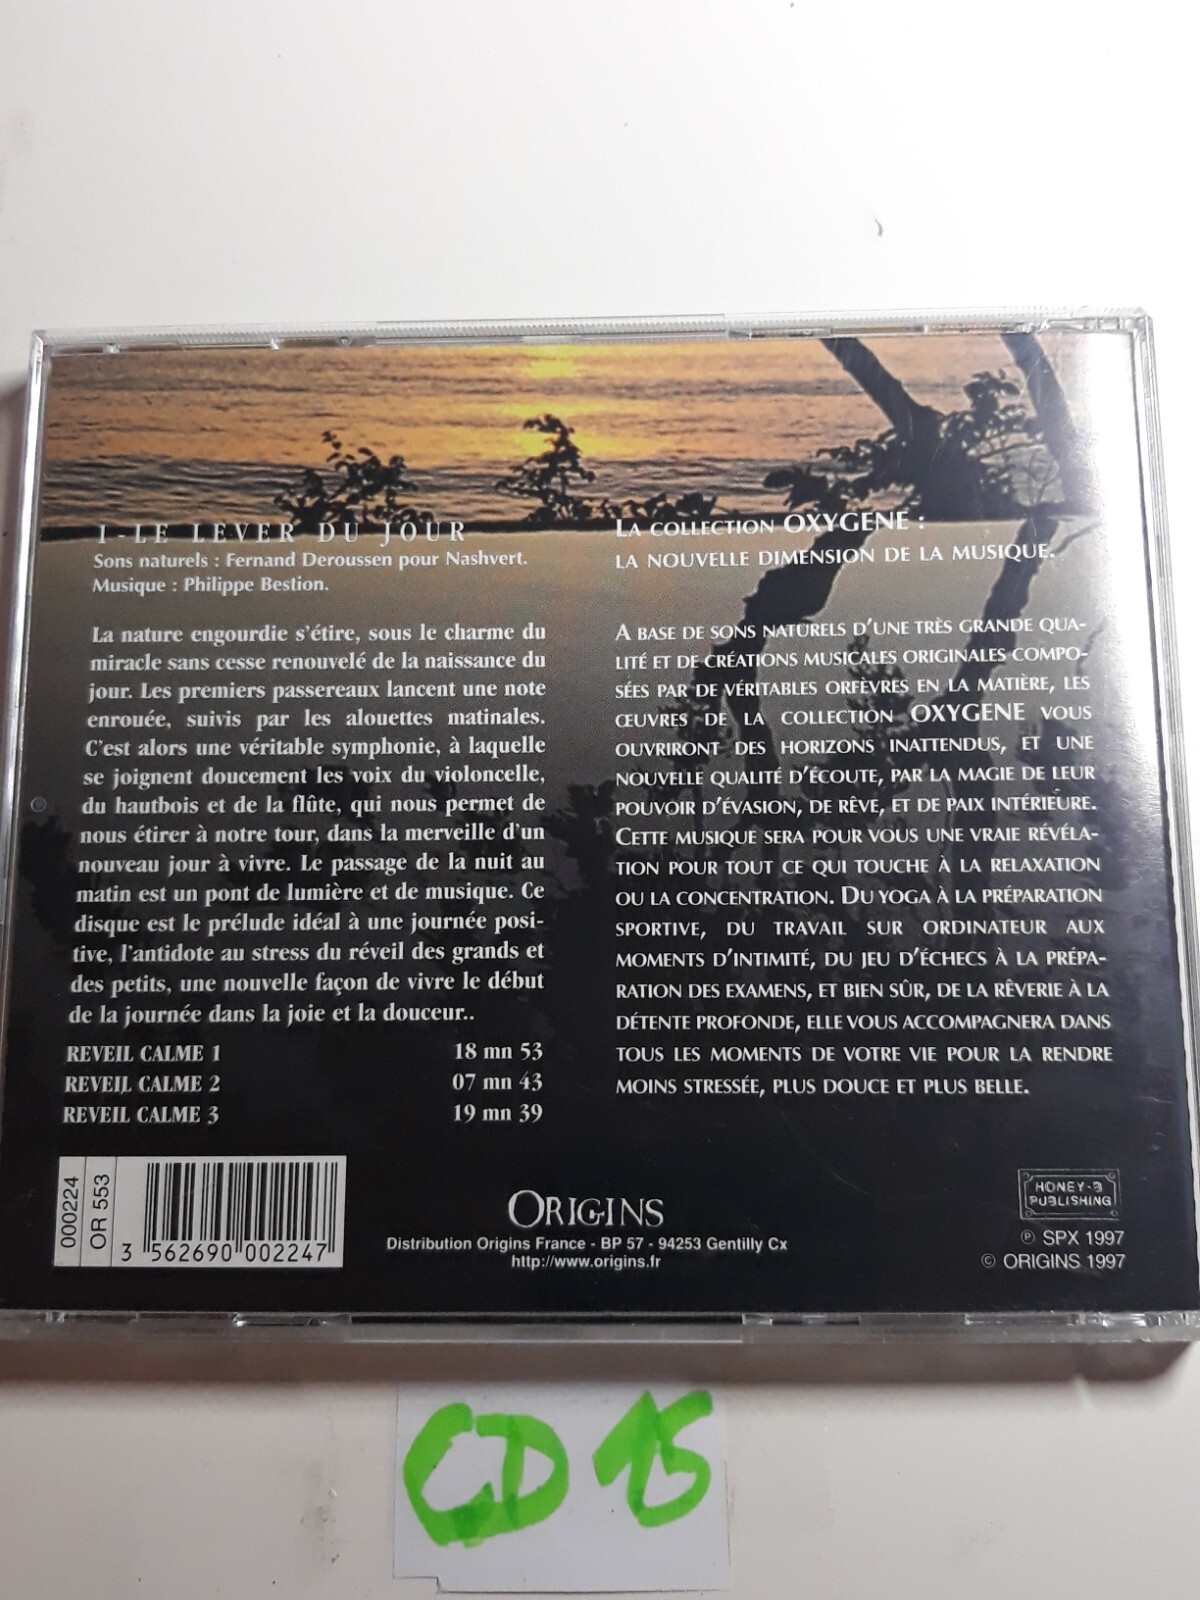 1 - LE LEVER DU JOUR
Sons naturels : Fernand Deroussen pour Nashvert.
Musique : Philippe Bestion.
La nature engourdie s'étire, sous le charme du
miracle sans cesse renouvelé de la naissance du
jour. Les premiers passereaux lancent une note
enrouée, suivis par les alouettes matinales.
C'est alors une véritable symphonie, à laquelle
se joignent doucement les voix du violoncelle,
du hautbois et de la flûte, qui nous permet de
nous étirer à notre tour, dans la merveille d'un
nouveau jour à vivre. Le passage de la nuit au
matin est un pont de lumière et de musique. Ce
disque est le prélude idéal à une journée posi-
tive, l'antidote au stress du réveil des grands et
des petits, une nouvelle façon de vivre le début
de la journée dans la joie et la douceur..
REVEIL CALME 1 18 mn 53
REVEIL CALME 2 07 mn 43
REVEIL CALME 3 19 mn 39
LA COLLECTION OXYGENE :
LA NOUVELLE DIMENSION DE LA MUSIQUE.
A BASE DE SONS NATURELS D'UNE TRÈS GRANDE QUA-
LITÉ ET DE CRÉATIONS MUSICALES ORIGINALES COMPO-
SÉES PAR DE VÉRITABLES ORFÈVRES EN LA MATIÈRE, LES
ŒUVRES DE LA COLLECTION OXYGENE VOUS
OUVRIRONT DES HORIZONS INATTENDUS, ET UNE
NOUVELLE QUALITÉ D'ÉCOUTE, PAR LA MAGIE DE LEUR
POUVOIR D'ÉVASION, DE RÊVE, ET DE PAIX INTÉRIEURE.
CETTE MUSIQUE SERA POUR VOUS UNE VRAIE RÉVÉLA-
TION POUR TOUT CE QUI TOUCHE À LA RELAXATION
OU LA CONCENTRATION. DU YOGA À LA PRÉPARATION
SPORTIVE, DU TRAVAIL SUR ORDINATEUR AUX
MOMENTS D'INTIMITÉ, DU JEU D'ÉCHECS À LA PRÉPA-
RATION DES EXAMENS, ET BIEN SÛR, DE LA RÊVERIE À LA
DÉTENTE PROFONDE, ELLE VOUS ACCOMPAGNERA DANS
TOUS LES MOMENTS DE VOTRE VIE POUR LA RENDRE
MOINS STRESSÉE, PLUS DOUCE ET PLUS BELLE.
000224
OR 553
3 562690 002247
ORIGINS
Distribution Origins France - BP 57 - 94253 Gentilly Cx
http://www.origins.fr
HONEY-B
PUBLISHING
℗ SPX 1997
© ORIGINS 1997
CD 15